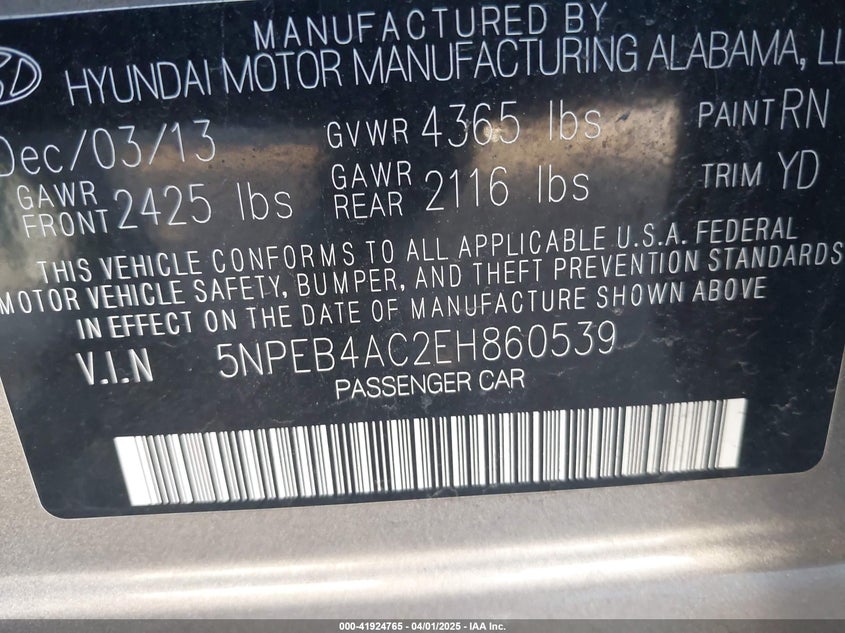 MANUFACTURED BY
HYUNDAI MOTOR MANUFACTURING ALABAMA, LL
Dec/03/13 GVWR 4365 lbs PAINT RN
GAWR FRONT 2425 lbs GAWR REAR 2116 lbs TRIM YD
THIS VEHICLE CONFORMS TO ALL APPLICABLE U.S.A. FEDERAL
MOTOR VEHICLE SAFETY, BUMPER, AND THEFT PREVENTION STANDARDS
IN EFFECT ON THE DATE OF MANUFACTURE SHOWN ABOVE
V.I.N 5NPEB4AC2EH860539
PASSENGER CAR
000-41924765 - 04/01/2025 - IAA Inc.